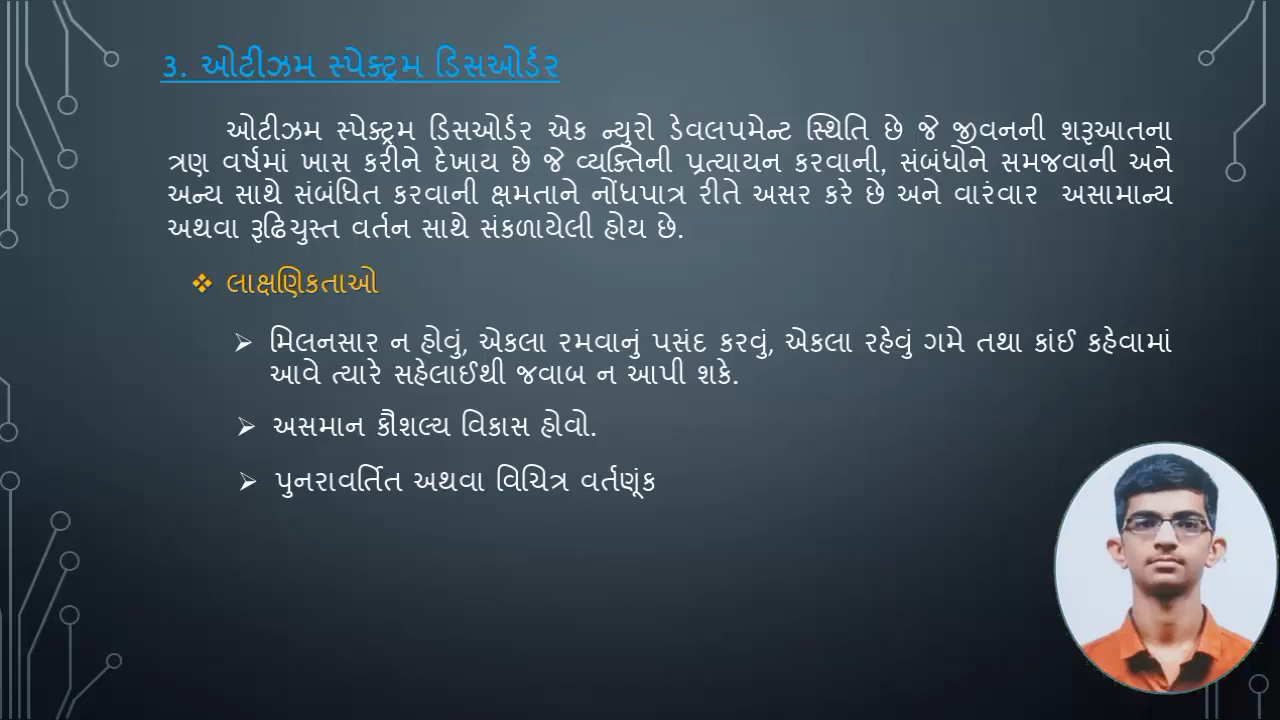 ૩. ઓટીઝમ સ્પેક્ટ્રમ ડિસઓર્ડર
ઓટીઝમ સ્પેક્ટ્રમ ડિસઓર્ડર એક ન્યુરો ડેવલપમેન્ટ સ્થિતિ છે જે જીવનની શરૂઆતના
ત્રણ વર્ષમાં ખાસ કરીને દેખાય છે જે વ્યક્તિની પ્રત્યાયન કરવાની, સંબંધોને સમજવાની અને
અન્ય સાથે સંબંધિત કરવાની ક્ષમતાને નોંધપાત્ર રીતે અસર કરે છે અને વારંવાર અસામાન્ય
અથવા રૂઢિચુસ્ત વર્તન સાથે સંકળાયેલી હોય છે.
❖ લાક્ષણિકતાઓ
➢ મિલનસાર ન હોવું, એકલા રમવાનું પસંદ કરવું, એકલા રહેવું ગમે તથા કાંઈ કહેવામાં
આવે ત્યારે સહેલાઈથી જવાબ ન આપી શકે.
➢ અસમાન કૌશલ્ય વિકાસ હોવો.
➢ પુનરાવર્તિત અથવા વિચિત્ર વર્તણૂંક